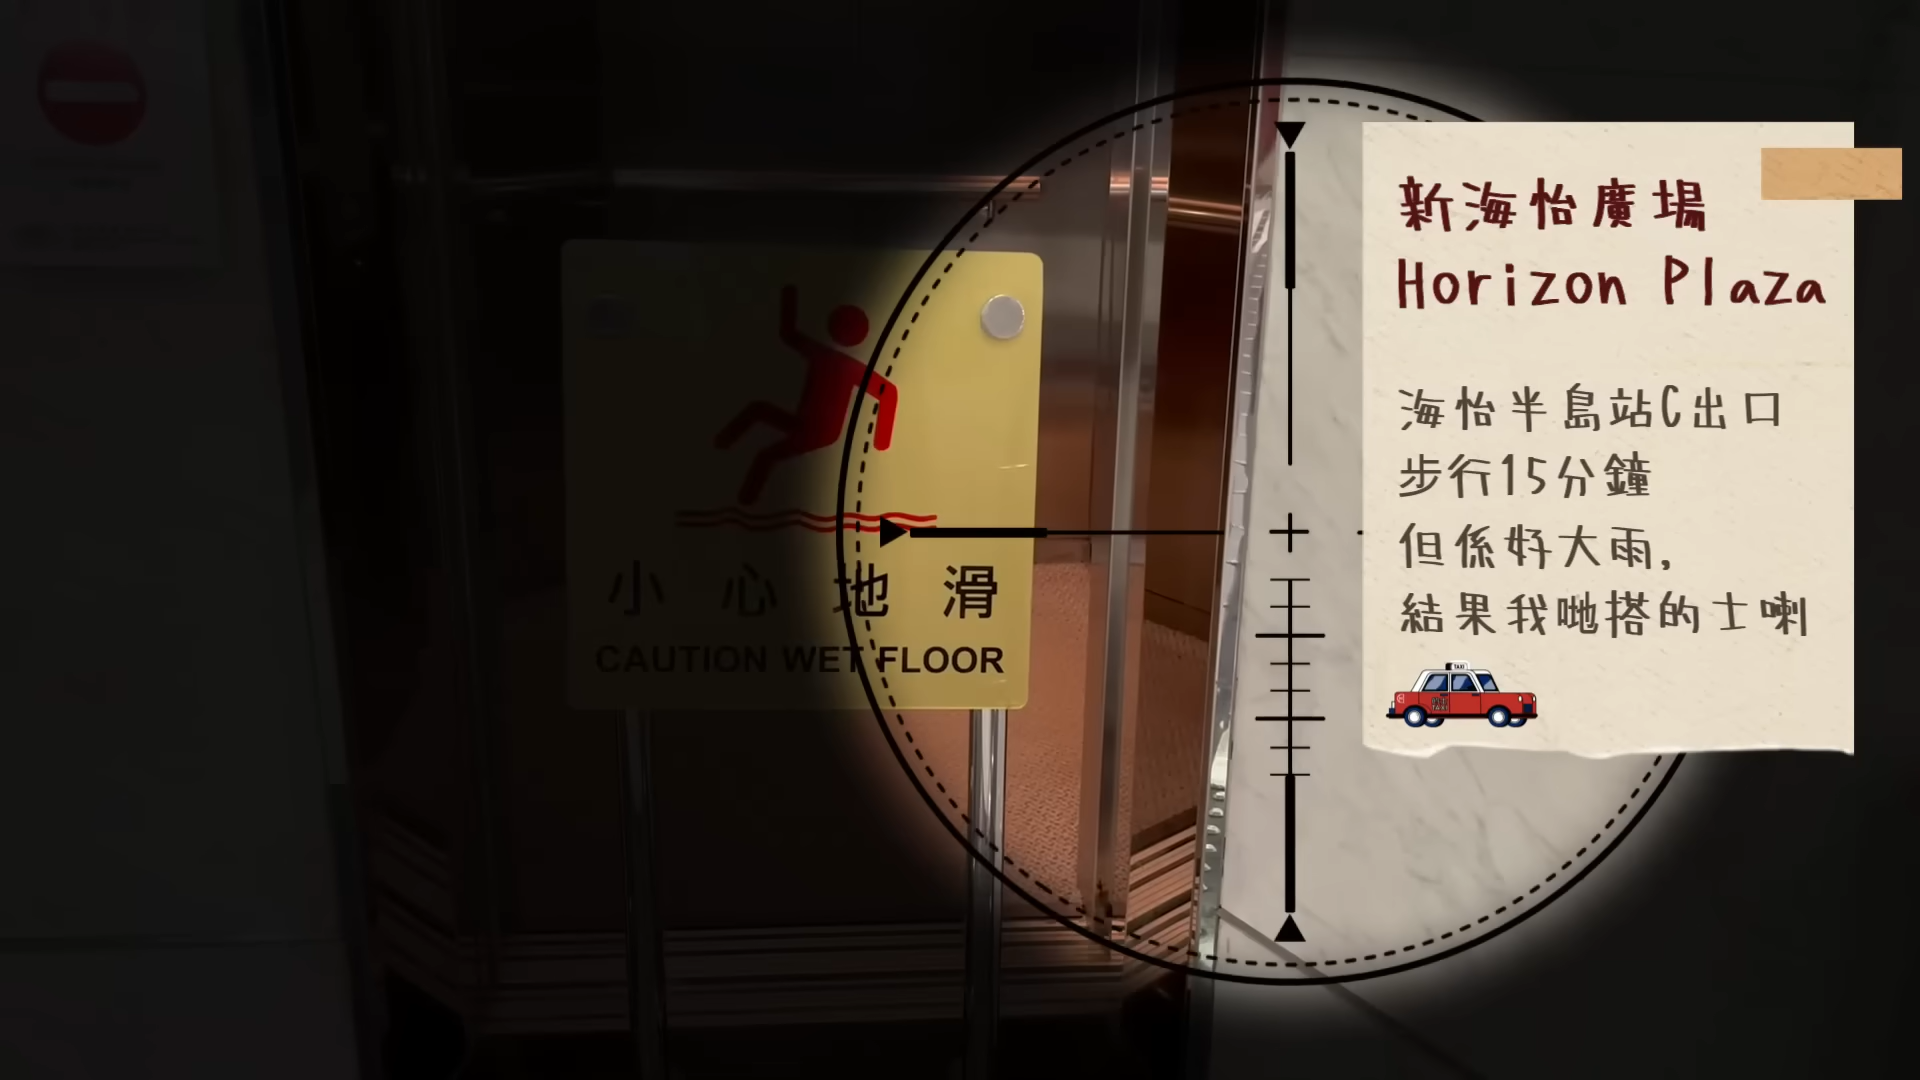 小心地滑
CAUTION WET FLOOR
新海怡廣場
Horizon Plaza
海怡半島站C出口
步行15分鐘
但係好大雨,
結果我哋搭的士喇
TAXI